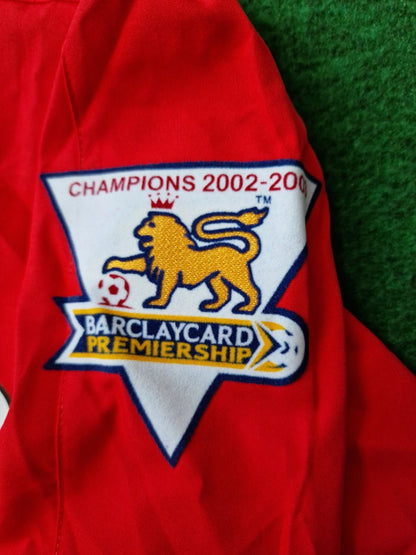 CHAMPIONS 2002-200
TM
BARCLAYCARD
PREMIERSHIP